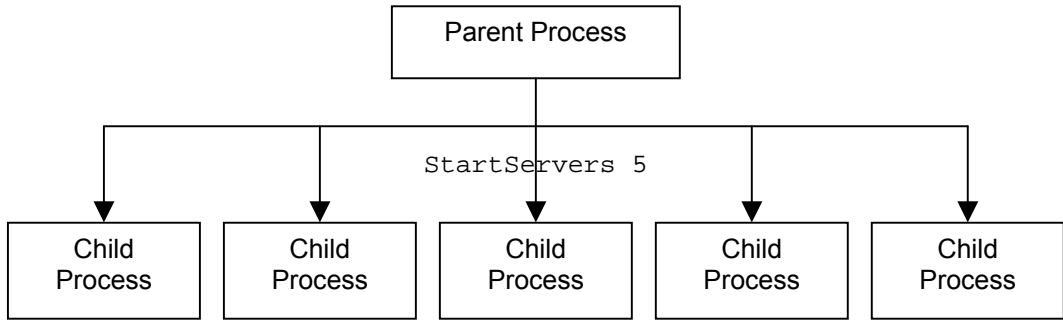 Parent Process
StartServers 5
Child
Process
Child
Process
Child
Process
Child
Process
Child
Process